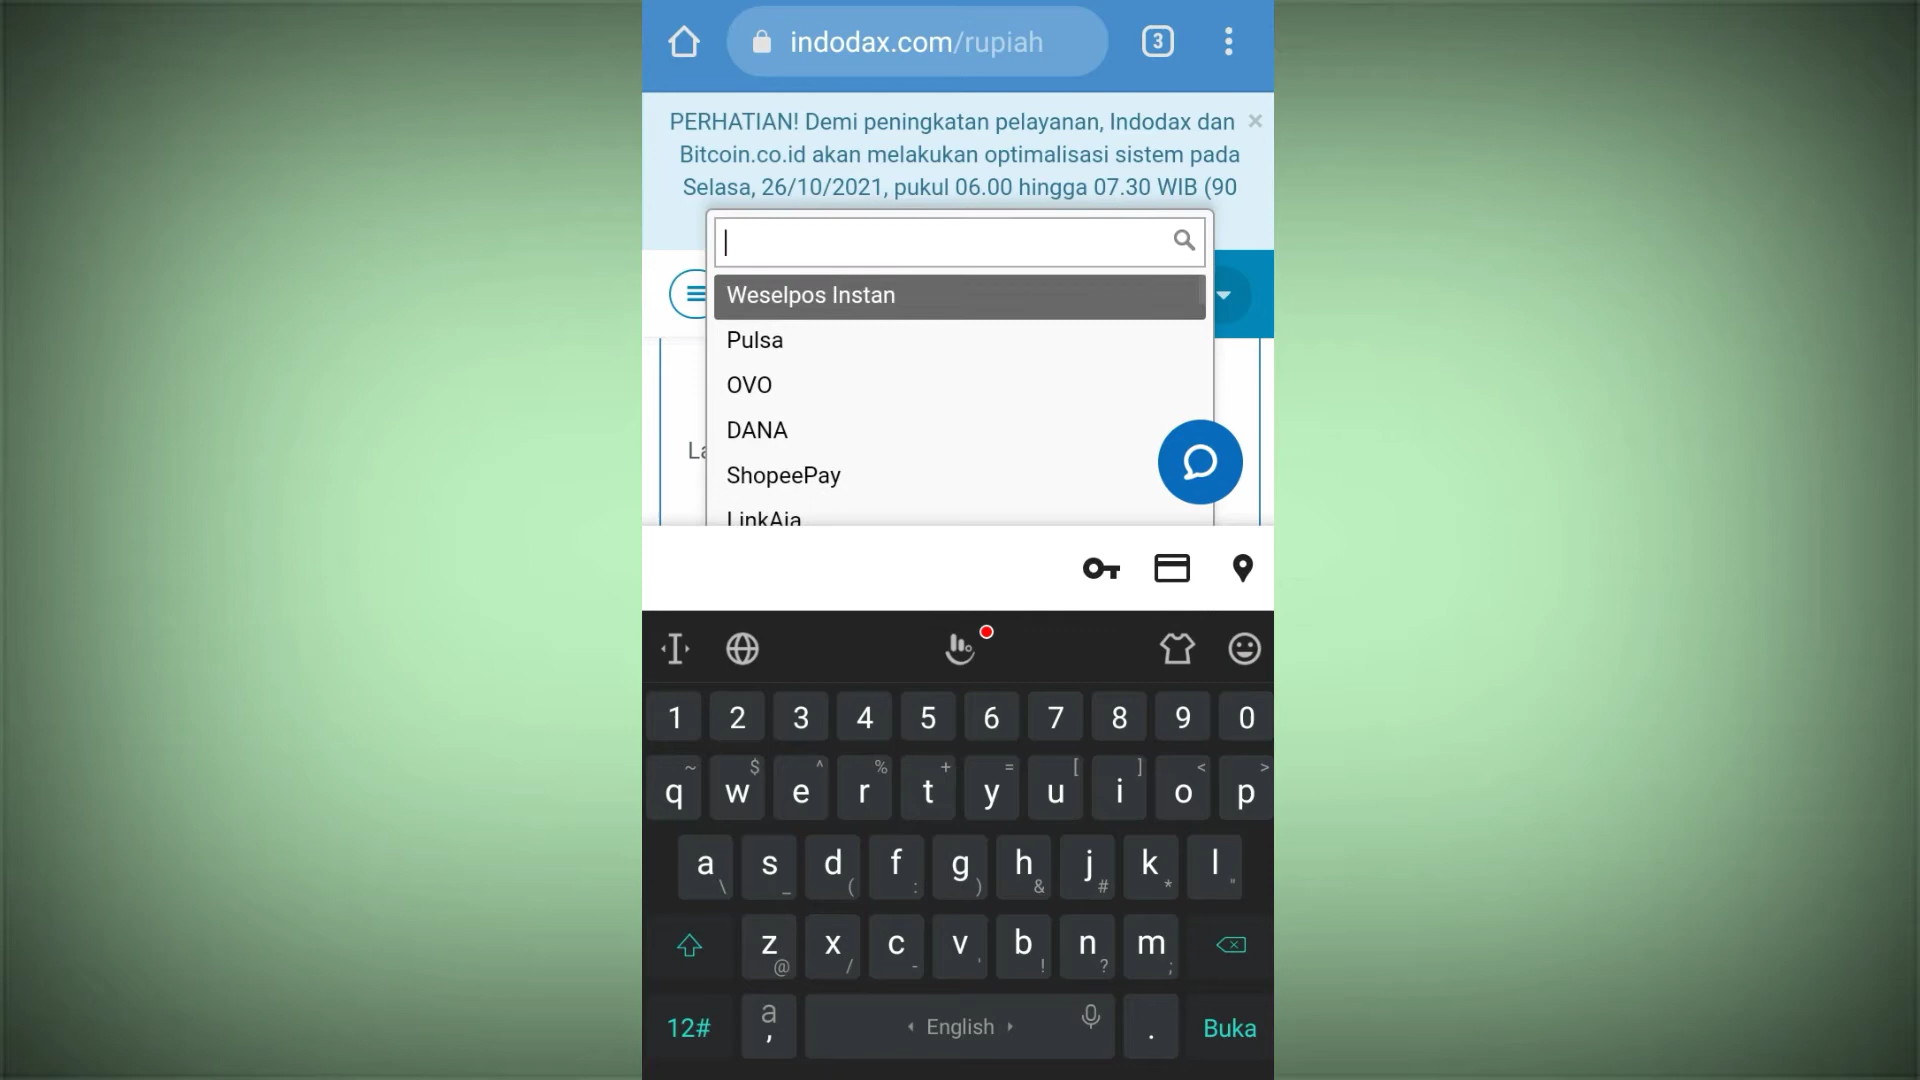 indodax.com/rupiah
3
PERHATIAN! Demi peningkatan pelayanan, Indodax dan ×
Bitcoin.co.id akan melakukan optimalisasi sistem pada
Selasa, 26/10/2021, pukul 06.00 hingga 07.30 WIB (90
Weselpos Instan
Pulsa
OVO
DANA
La
ShopeePay
LinkAja
1 2 3 4 5 6 7 8 9 0
~ $ ^ % + = [ ] < >
q w e r t y u i o p
a s d f g h j k l
\ _ ( : ) & # * "
z x c v b n m
@ / - ' ! ? ;
12# a , English . Buka